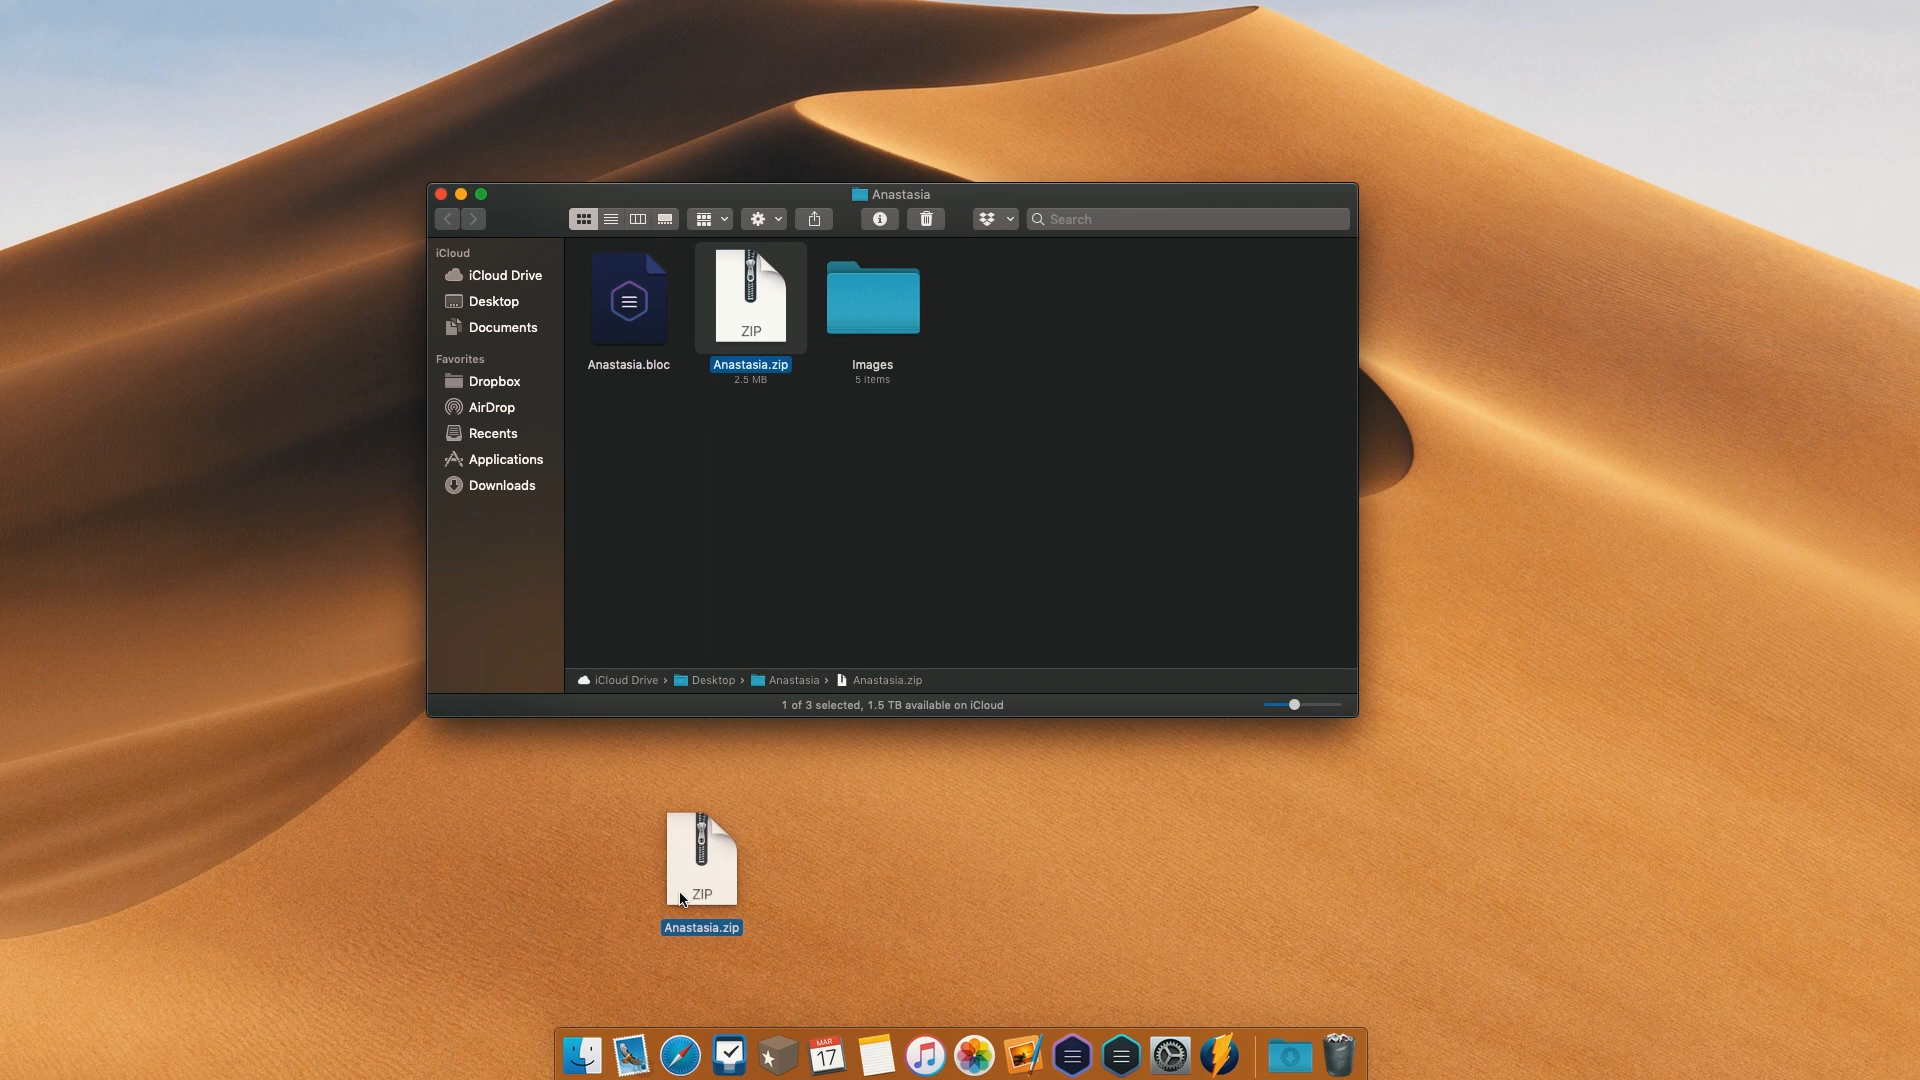 Anastasia
Search
iCloud
iCloud Drive
Desktop
Documents
Favorites
Dropbox
AirDrop
Recents
Applications
Downloads
ZIP
Anastasia.bloc
Anastasia.zip
Images
2.5 MB
5 items
iCloud Drive › Desktop › Anastasia › Anastasia.zip
1 of 3 selected, 1.5 TB available on iCloud
ZIP
Anastasia.zip
MAR
17